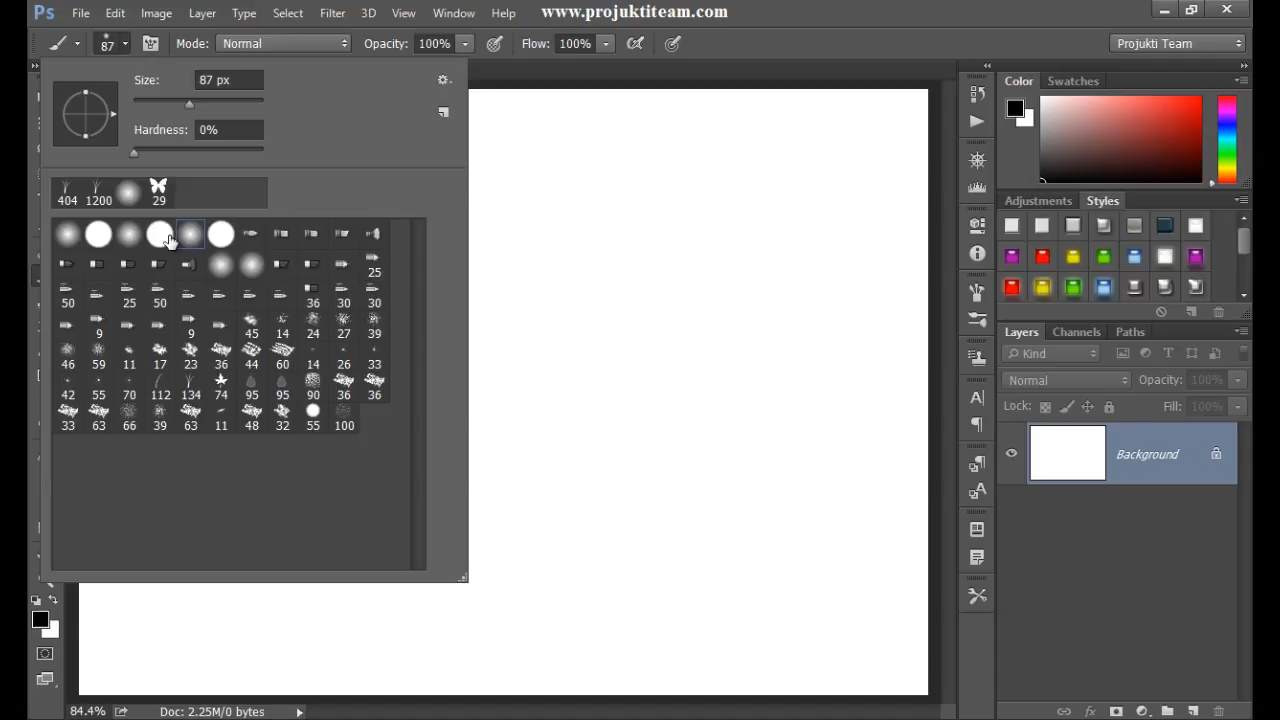 Ps File Edit Image Layer Type Select Filter 3D View Window Help www.projuktiteam.com
87 Mode: Normal Opacity: 100% Flow: 100% Projukti Team
Size: 87 px
Hardness: 0%
404 1200 29
25
50 25 50 36 30 30
9 9 45 14 24 27 39
46 59 11 17 23 36 44 60 14 26 33
42 55 70 112 134 74 95 95 90 36 36
33 63 66 39 63 11 48 32 55 100
Color Swatches
Adjustments Styles
Layers Channels Paths
Kind
Normal Opacity: 100%
Lock: Fill: 100%
Background
84.4% Doc: 2.25M/0 bytes